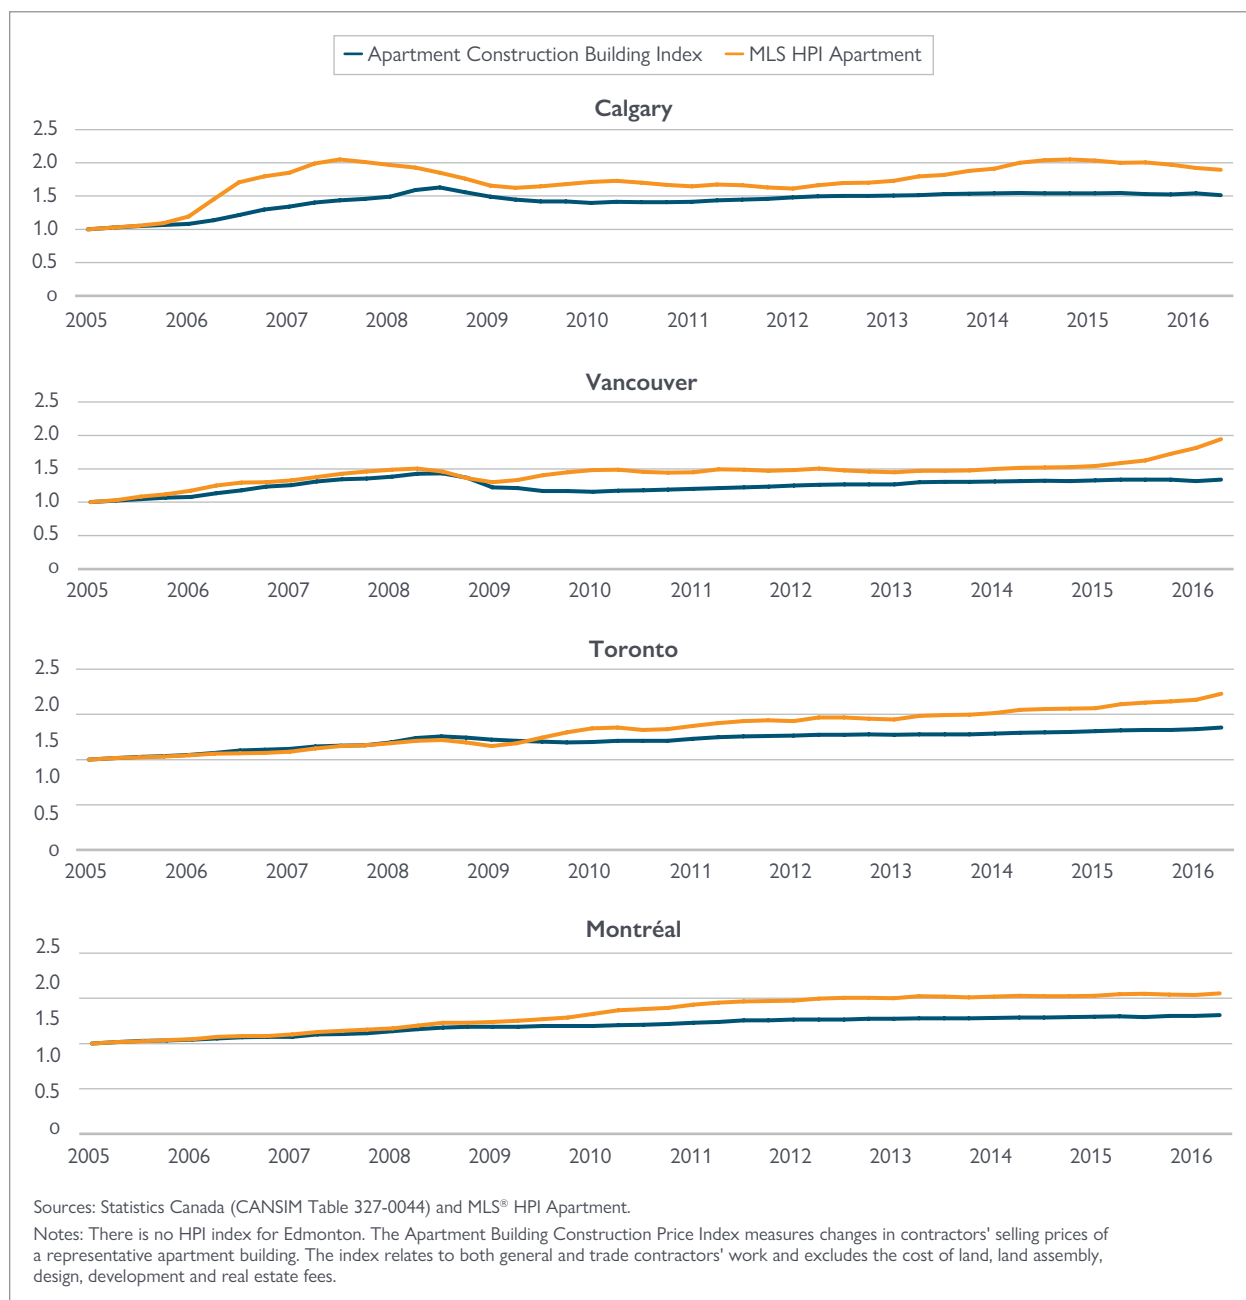 Apartment Construction Building Index MLS HPI Apartment
Calgary
2.5
2.0
1.5
1.0
0.5
0
2005 2006 2007 2008 2009 2010 2011 2012 2013 2014 2015 2016
Vancouver
2.5
2.0
1.5
1.0
0.5
0
2005 2006 2007 2008 2009 2010 2011 2012 2013 2014 2015 2016
Toronto
2.5
2.0
1.5
1.0
0.5
0
2005 2006 2007 2008 2009 2010 2011 2012 2013 2014 2015 2016
Montréal
2.5
2.0
1.5
1.0
0.5
0
2005 2006 2007 2008 2009 2010 2011 2012 2013 2014 2015 2016
Sources: Statistics Canada (CANSIM Table 327-0044) and MLS® HPI Apartment.
Notes: There is no HPI index for Edmonton. The Apartment Building Construction Price Index measures changes in contractors' selling prices of
a representative apartment building. The index relates to both general and trade contractors' work and excludes the cost of land, land assembly,
design, development and real estate fees.